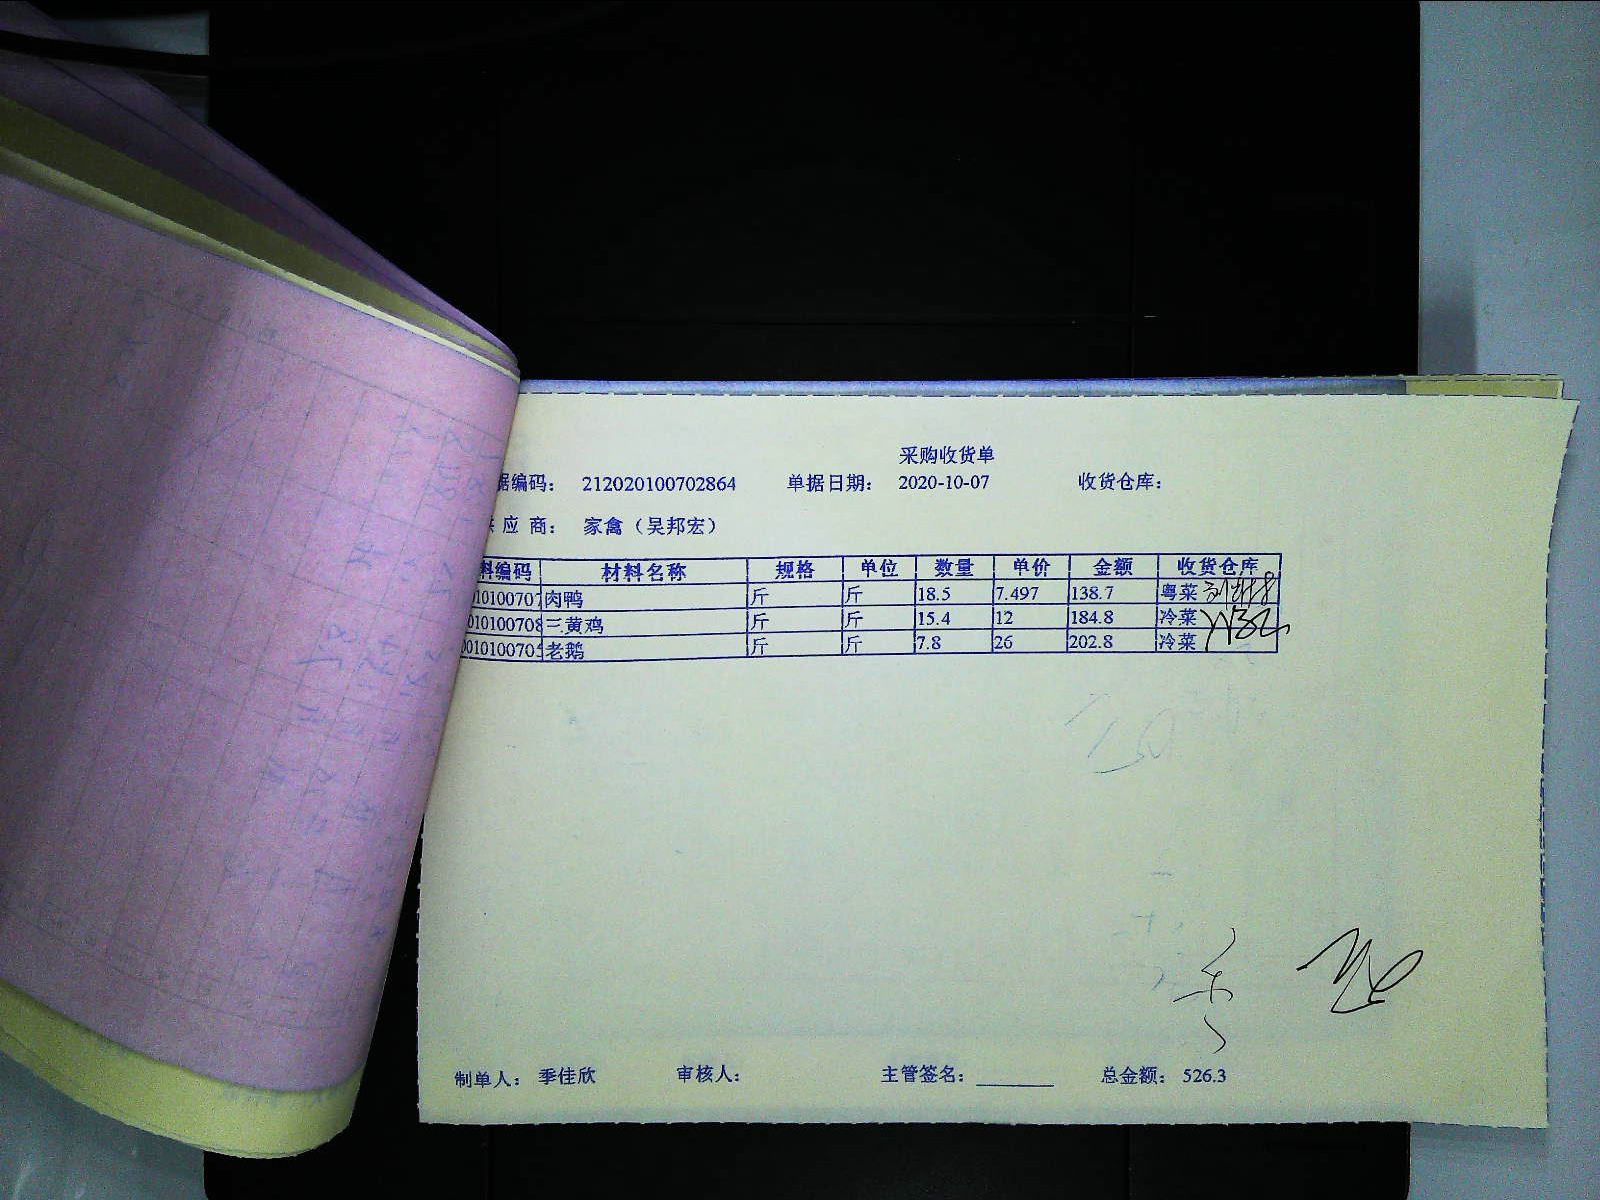 采购收货单
据编码： 212020100702864 单据日期： 2020-10-07 收货仓库：
应 商： 家禽（吴邦宏）
料编码 材料名称 规格 单位 数量 单价 金额 收货仓库
010100707 肉鸭 斤 斤 18.5 7.497 138.7 粤菜
010100708 三黄鸡 斤 斤 15.4 12 184.8 冷菜
010100705 老鹅 斤 斤 7.8 26 202.8 冷菜
制单人： 季佳欣 审核人： 主管签名： 总金额： 526.3